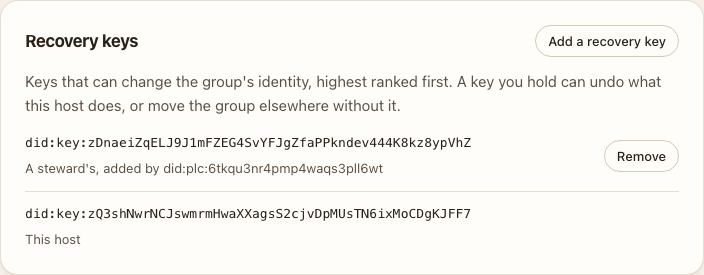 Recovery keys
Add a recovery key
Keys that can change the group's identity, highest ranked first. A key you hold can undo what
this host does, or move the group elsewhere without it.
did:key:zDnaeiZqELJ9J1mFZEG4SvYFJgZfaPPkndev444K8kz8ypVhZ
A steward's, added by did:plc:6tkqu3nr4pmp4waqs3pll6wt
Remove
did:key:zQ3shNwrNCJswmrmHwaXXagsS2cjvDpMUsTN6ixMoCDgKJFF7
This host